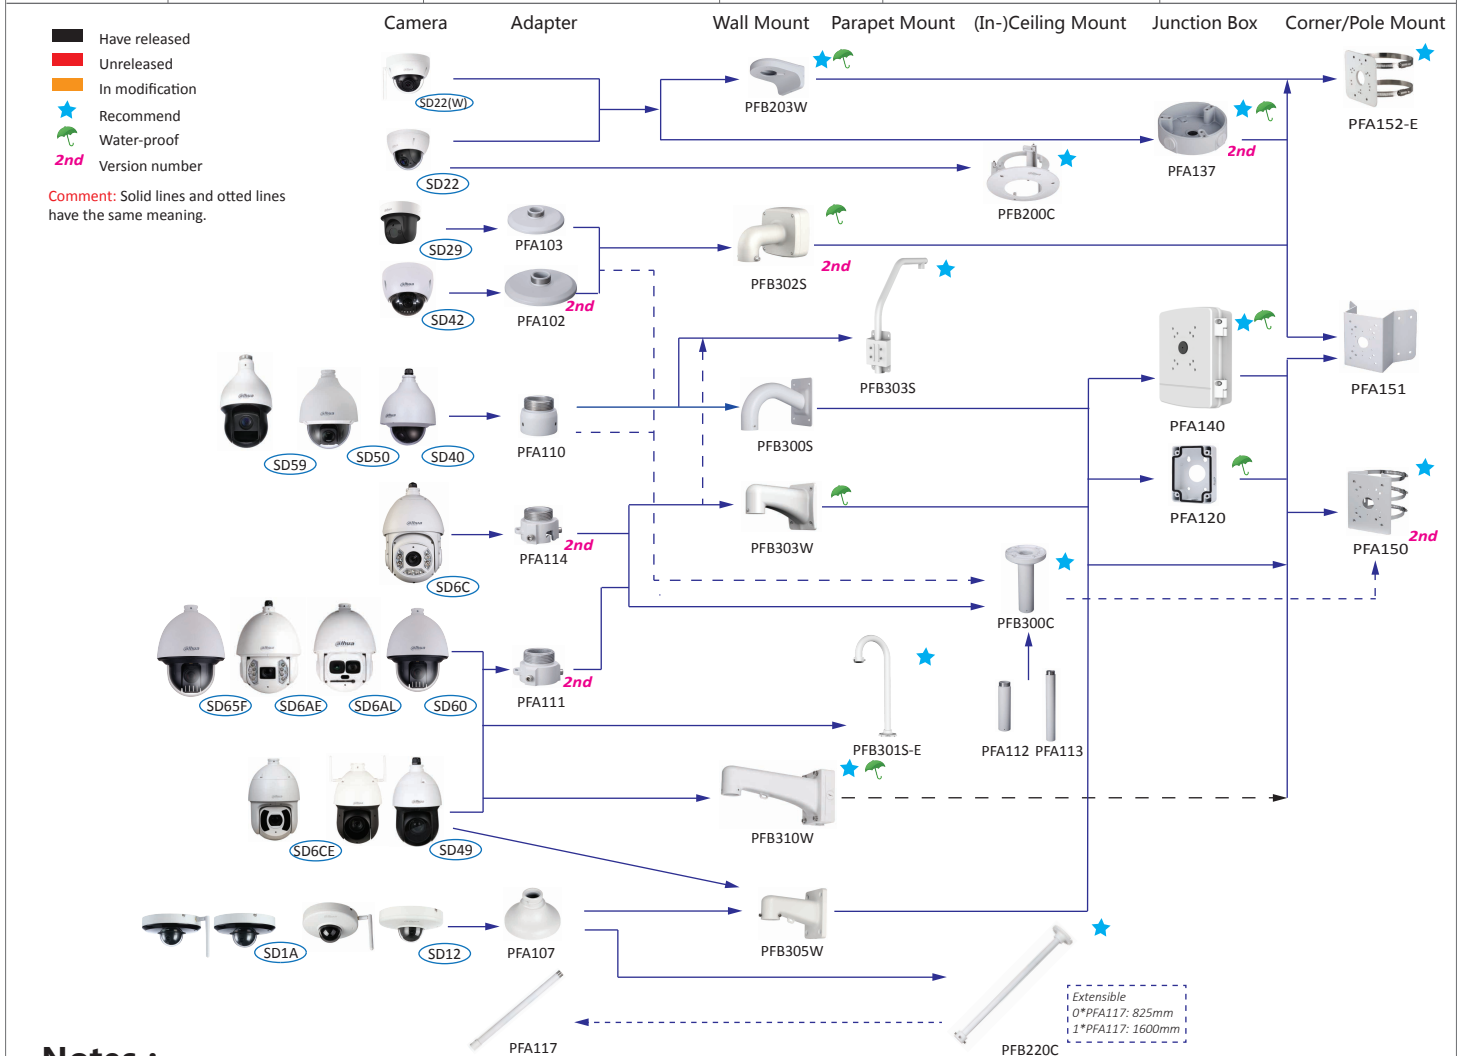 Camera
Adapter
Wall Mount
Parapet Mount
(In-)Ceiling Mount
Junction Box
Corner/Pole Mount
Have released
Unreleased
In modification
Recommend
Water-proof
2nd Version number
Comment: Solid lines and otted lines
have the same meaning.
SD22(W)
PFB203W
PFA152-E
SD22
PFB200C
PFA137
2nd
SD29
PFA103
PFB302S
2nd
SD42
PFA102
2nd
PFB303S
PFA151
SD59
SD50
SD40
PFA110
PFB300S
PFA140
PFA120
SD6C
PFA114
2nd
PFB303W
PFA150
2nd
PFB300C
SD65F
SD6AE
SD6AL
SD60
PFA111
2nd
PFB301S-E
PFA112
PFA113
SD6CE
SD49
PFB310W
SD1A
SD12
PFA107
PFB305W
PFA117
PFB220C
Extensible
0*PFA117: 825mm
1*PFA117: 1600mm
Notes :